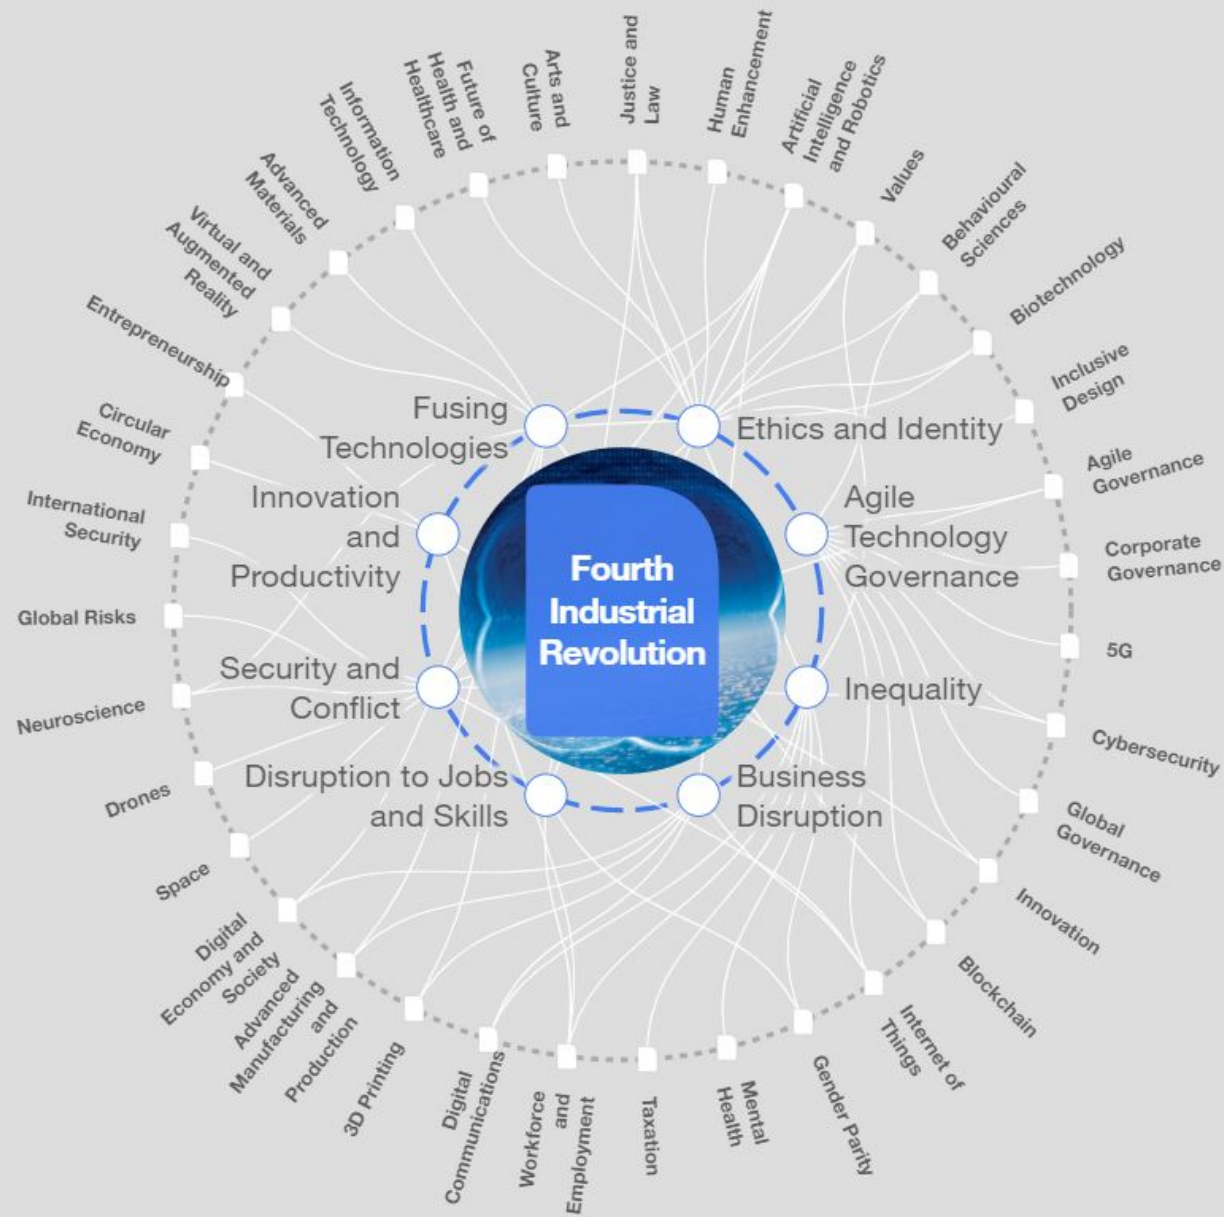 Fourth
Industrial
Revolution
Fusing
Technologies
Ethics and Identity
Innovation
and
Productivity
Agile
Technology
Governance
Security and
Conflict
Inequality
Disruption to Jobs
and Skills
Business
Disruption
Justice and
Law
Human
Enhancement
Artificial
Intelligence
and Robotics
Values
Behavioural
Sciences
Biotechnology
Inclusive
Design
Agile
Governance
Corporate
Governance
5G
Cybersecurity
Global
Governance
Innovation
Blockchain
Internet of
Things
Gender Parity
Mental
Health
Taxation
Workforce
and
Employment
Digital
Communications
3D Printing
Advanced
Manufacturing
and
Production
Digital
Economy and
Society
Space
Drones
Neuroscience
Global Risks
International
Security
Circular
Economy
Entrepreneurship
Virtual and
Augmented
Reality
Advanced
Materials
Information
Technology
Future of
Health and
Healthcare
Arts and
Culture